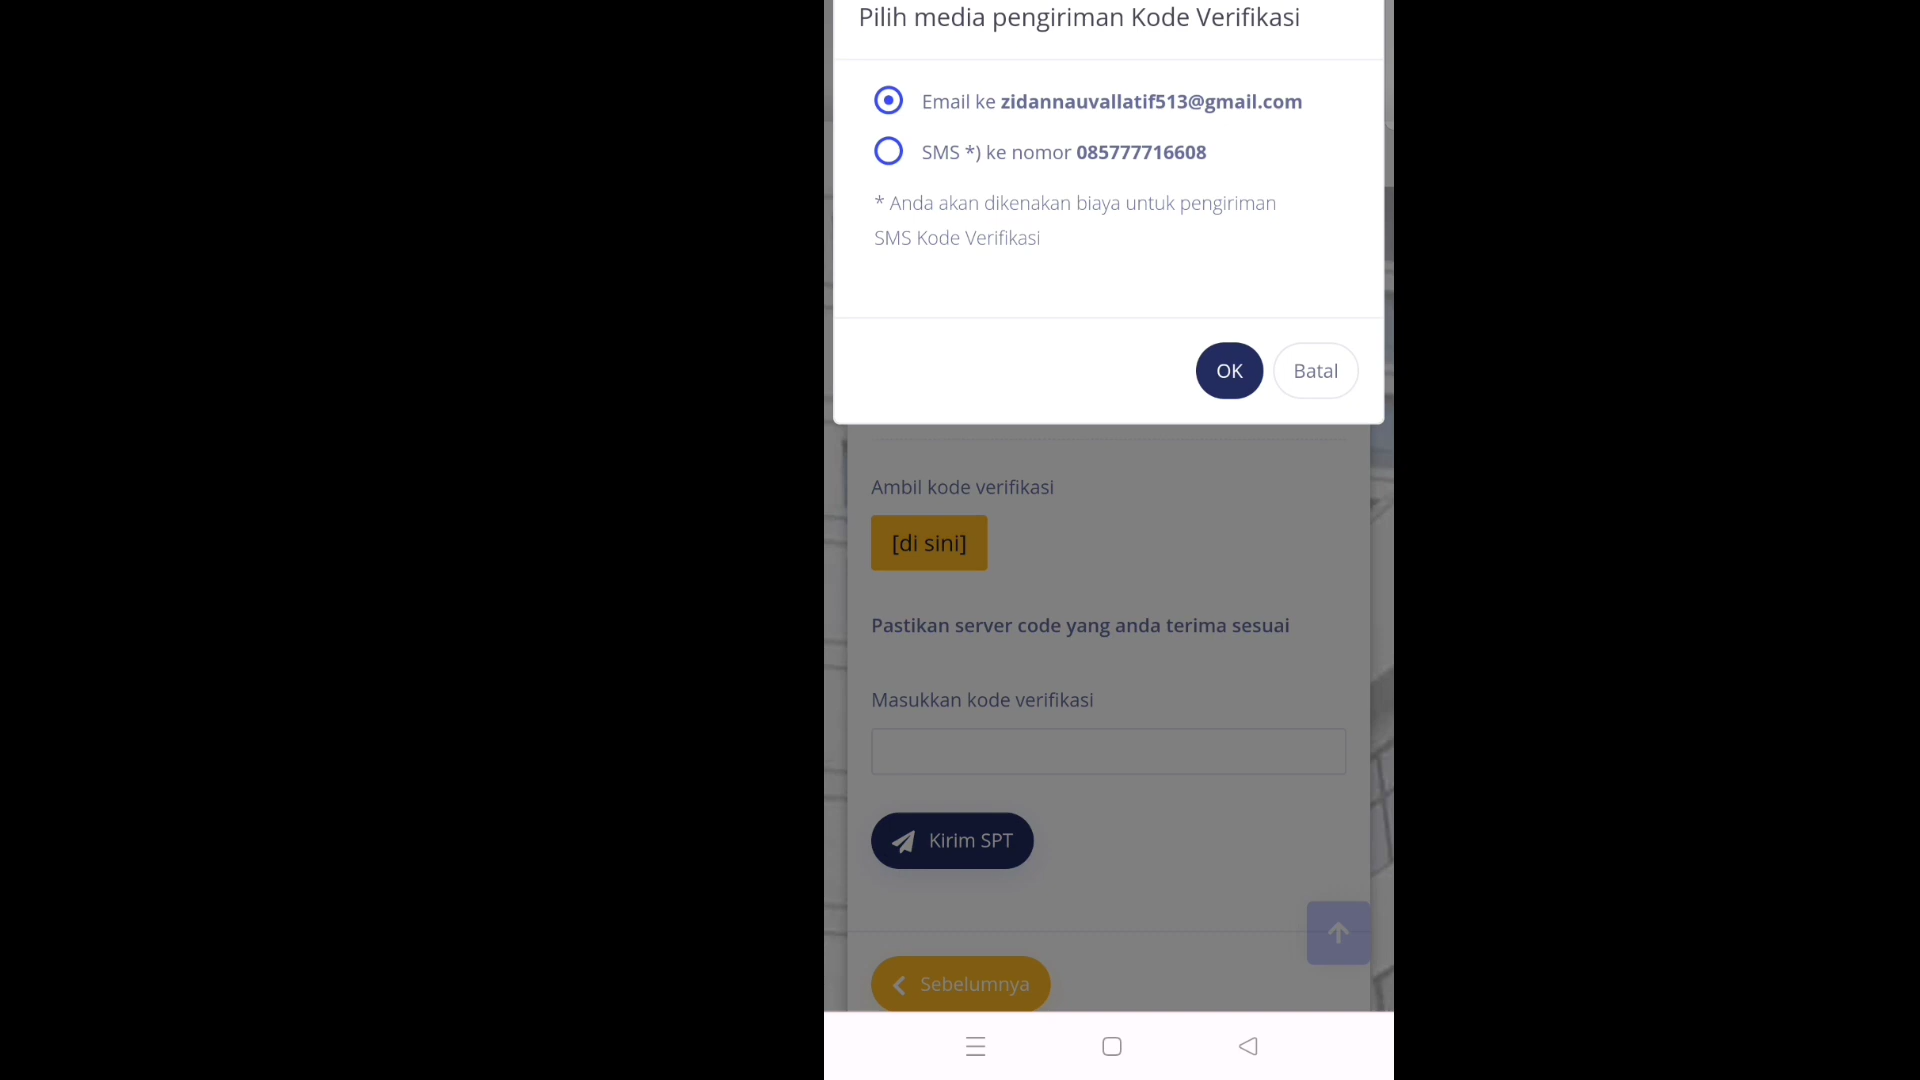 Pilih media pengiriman Kode Verifikasi
Email ke zidannauvallatif513@gmail.com
SMS *) ke nomor 085777716608
* Anda akan dikenakan biaya untuk pengiriman
SMS Kode Verifikasi
OK
Batal
Ambil kode verifikasi
[di sini]
Pastikan server code yang anda terima sesuai
Masukkan kode verifikasi
Kirim SPT
Sebelumnya